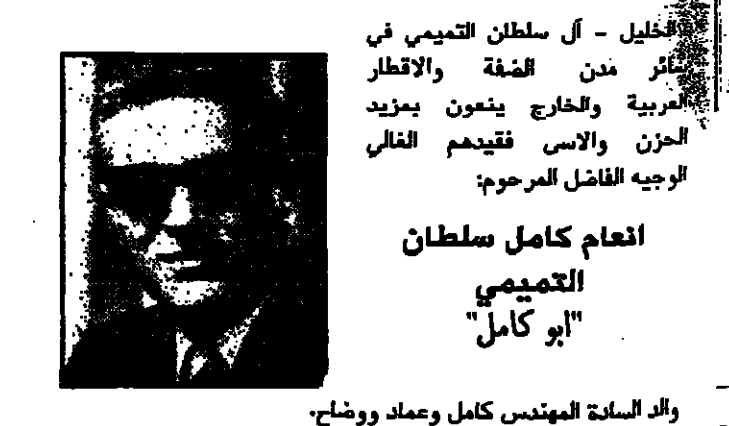 الخليل - آل سلطان التميمي في
سائر مدن الضفة والاقطار
العربية والخارج ينعون بمزيد
الحزن والاسى فقيدهم الغالي
الوجيه الفاضل المرحوم:
انعام كامل سلطان
التميمي
"ابو كامل"
والد السادة المهندس كامل وعماد ووضاح.